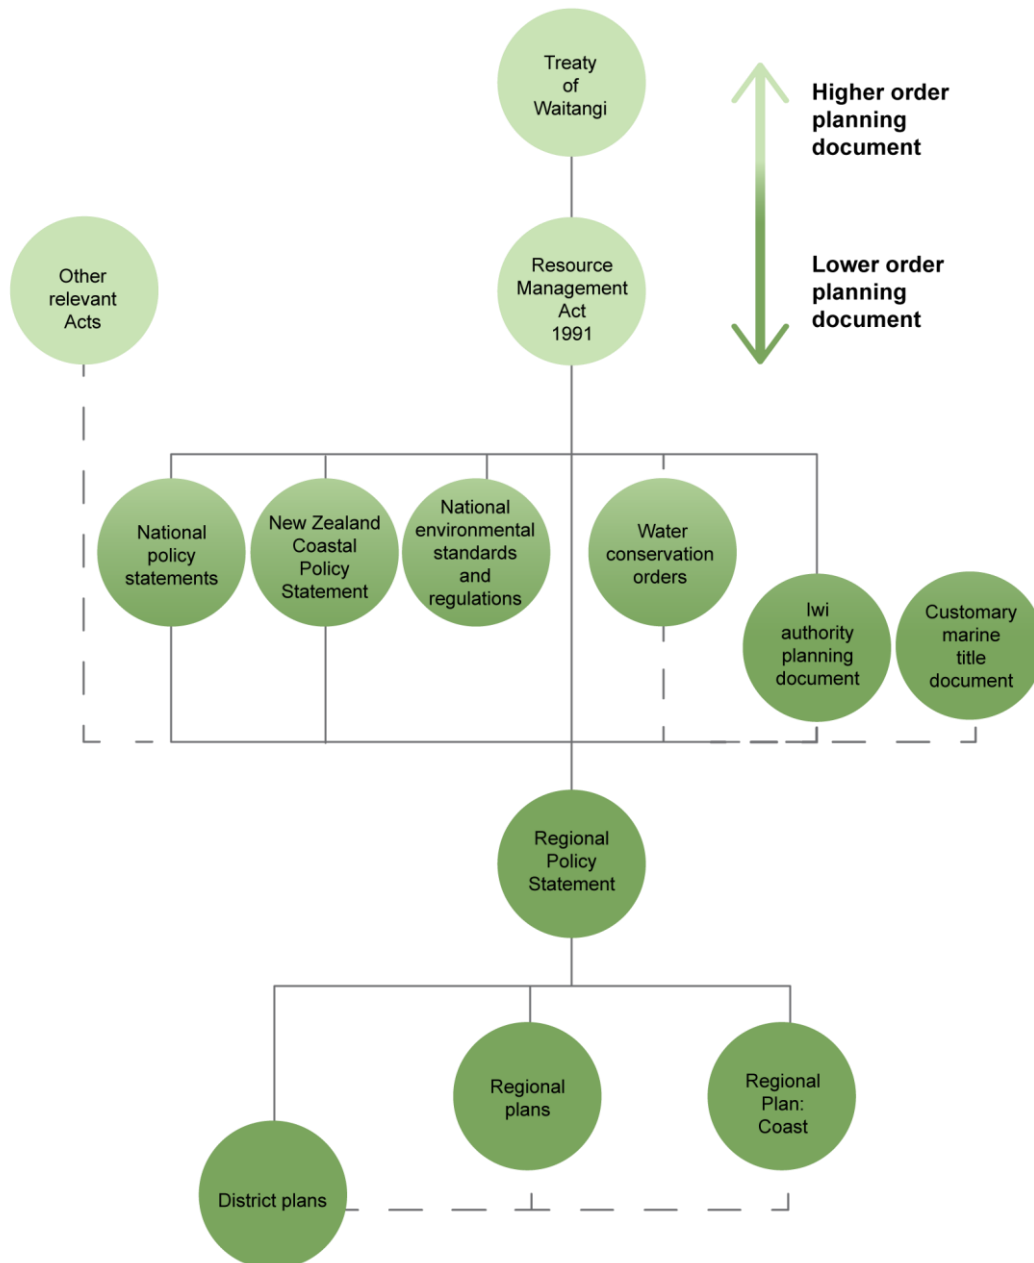 Treaty
of
Waitangi
Higher order
planning
document
Lower order
planning
document
Other
relevant
Acts
Resource
Management
Act
1991
National
policy
statements
New Zealand
Coastal
Policy
Statement
National
environmental
standards
and
regulations
Water
conservation
orders
Iwi
authority
planning
document
Customary
marine
title
document
Regional
Policy
Statement
District plans
Regional
plans
Regional
Plan:
Coast